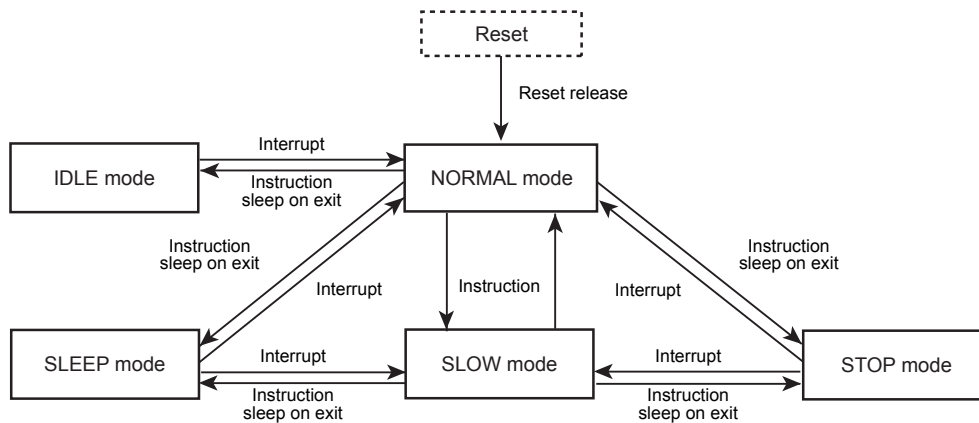 Reset
Reset release
Interrupt
IDLE mode
NORMAL mode
Instruction
sleep on exit
Instruction
sleep on exit
Instruction
sleep on exit
Interrupt
Instruction
Interrupt
SLEEP mode
Interrupt
SLOW mode
Interrupt
STOP mode
Instruction
sleep on exit
Instruction
sleep on exit